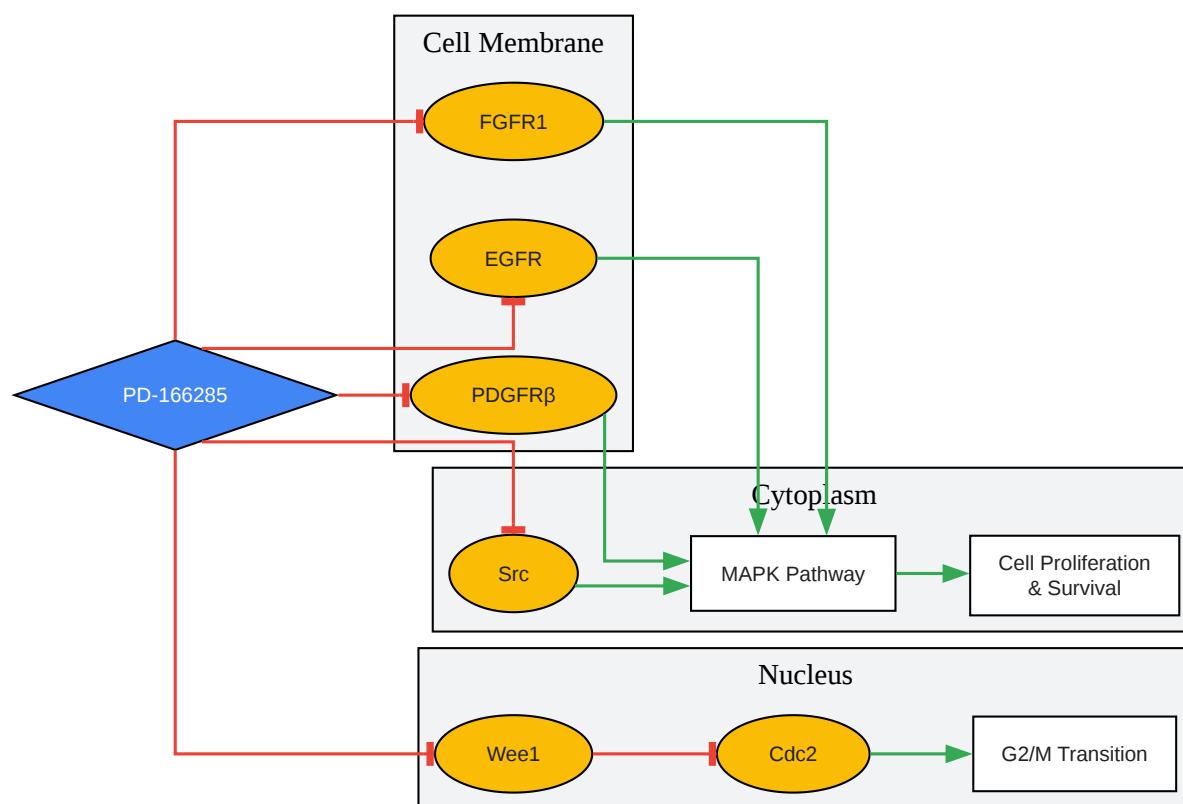 Cell Membrane
FGFR1
EGFR
PD-166285
PDGFRβ
Cytoplasm
Src
MAPK Pathway
Cell Proliferation
& Survival
Nucleus
Wee1
Cdc2
G2/M Transition